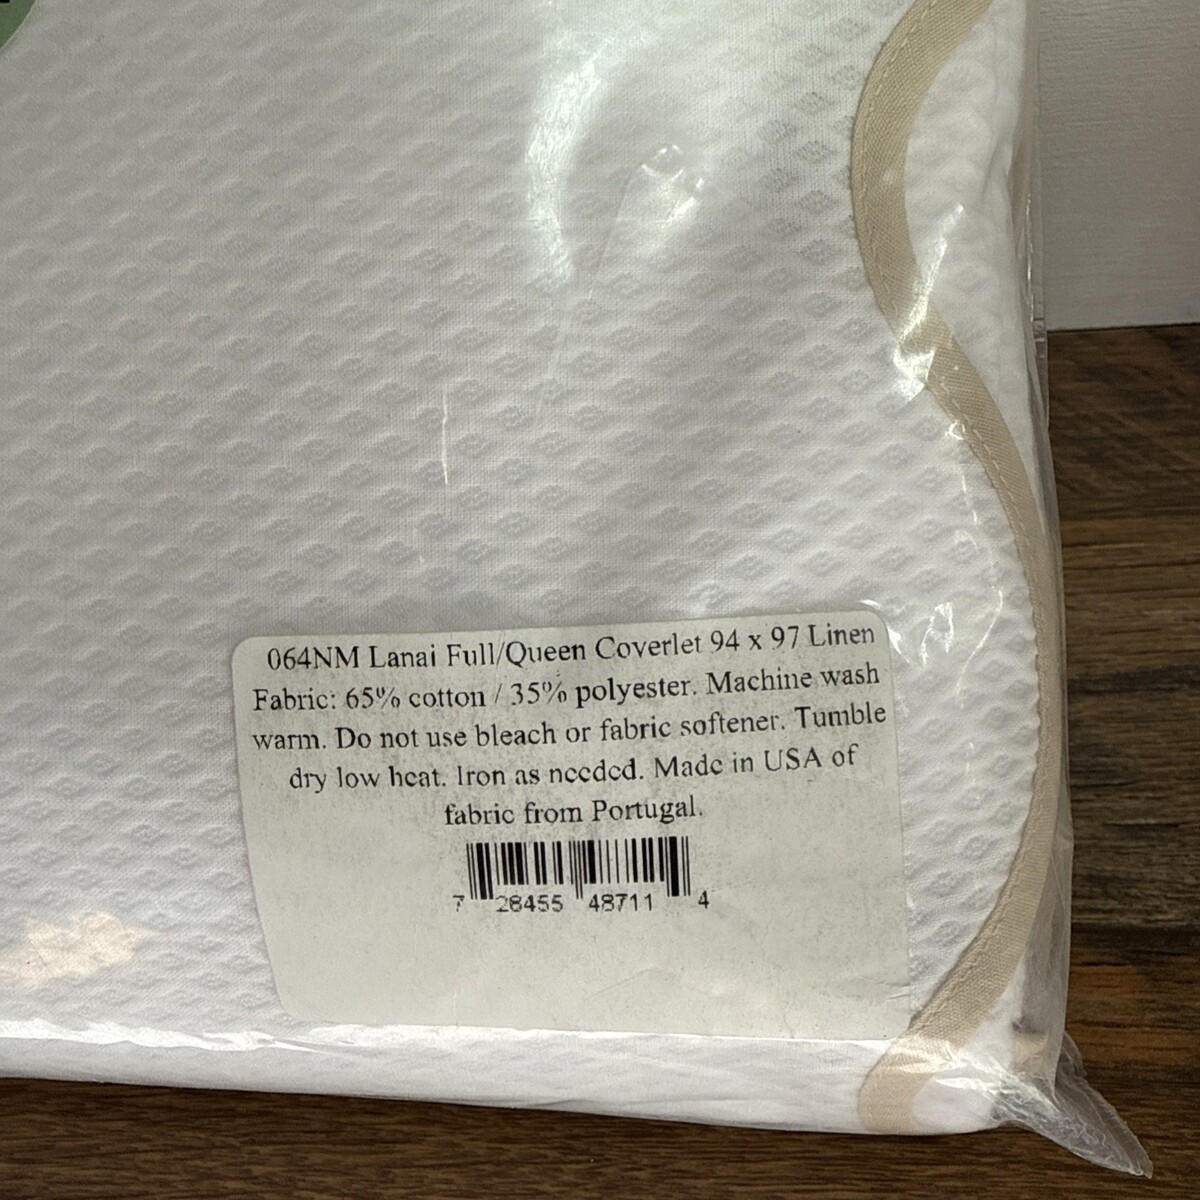 064NM Lanai Full/Queen Coverlet 94 x 97 Linen
Fabric: 65% cotton / 35% polyester. Machine wash
warm. Do not use bleach or fabric softener. Tumble
dry low heat. Iron as needed. Made in USA of
fabric from Portugal.
7 28455 48711 4